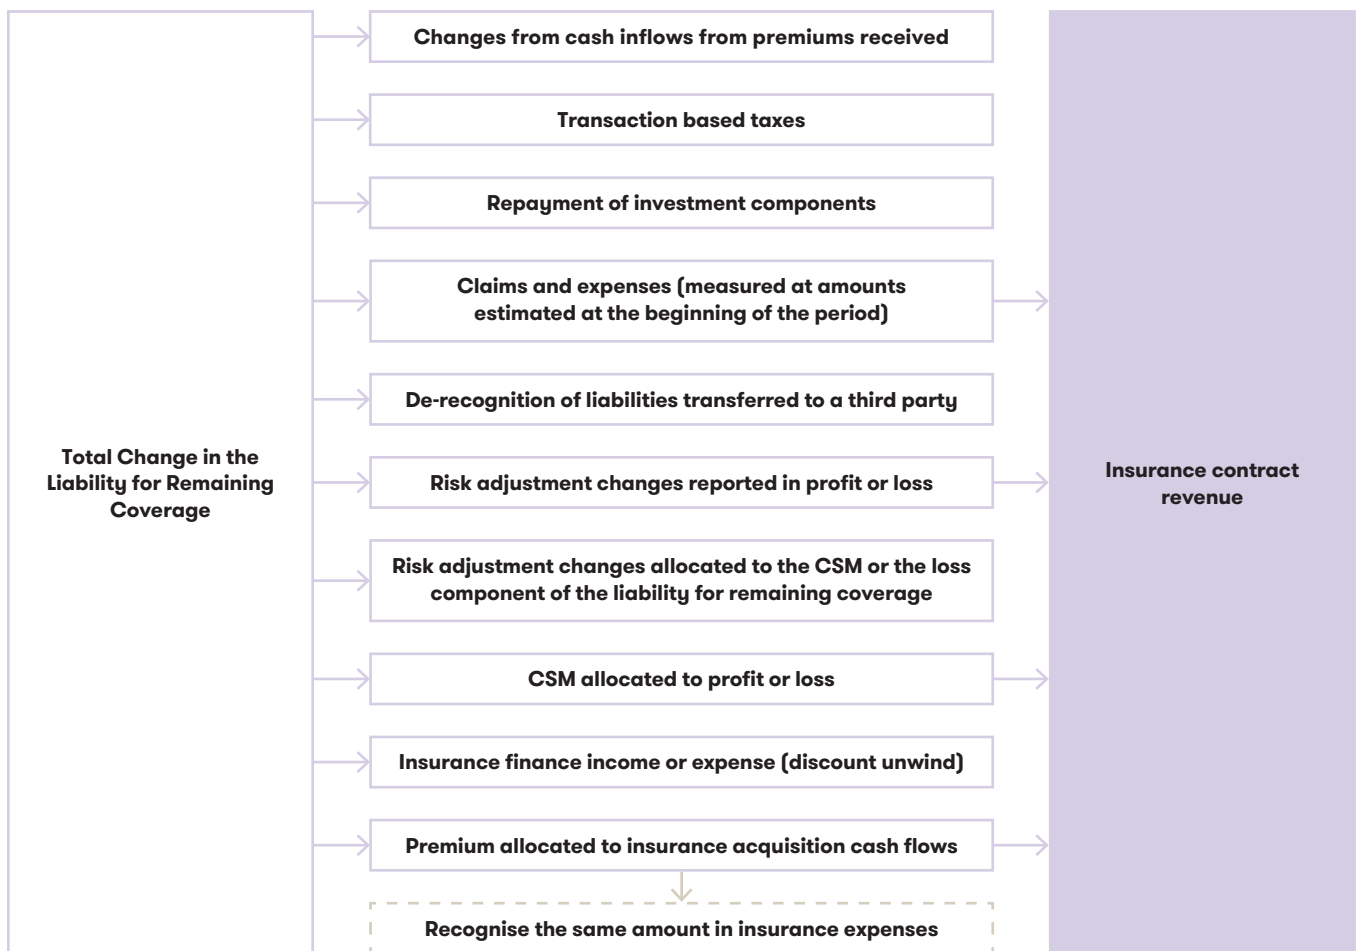 Changes from cash inflows from premiums received
Transaction based taxes
Repayment of investment components
Claims and expenses (measured at amounts
estimated at the beginning of the period)
De-recognition of liabilities transferred to a third party
Total Change in the
Liability for Remaining
Coverage
Risk adjustment changes reported in profit or loss
Insurance contract
revenue
Risk adjustment changes allocated to the CSM or the loss
component of the liability for remaining coverage
CSM allocated to profit or loss
Insurance finance income or expense (discount unwind)
Premium allocated to insurance acquisition cash flows
Recognise the same amount in insurance expenses